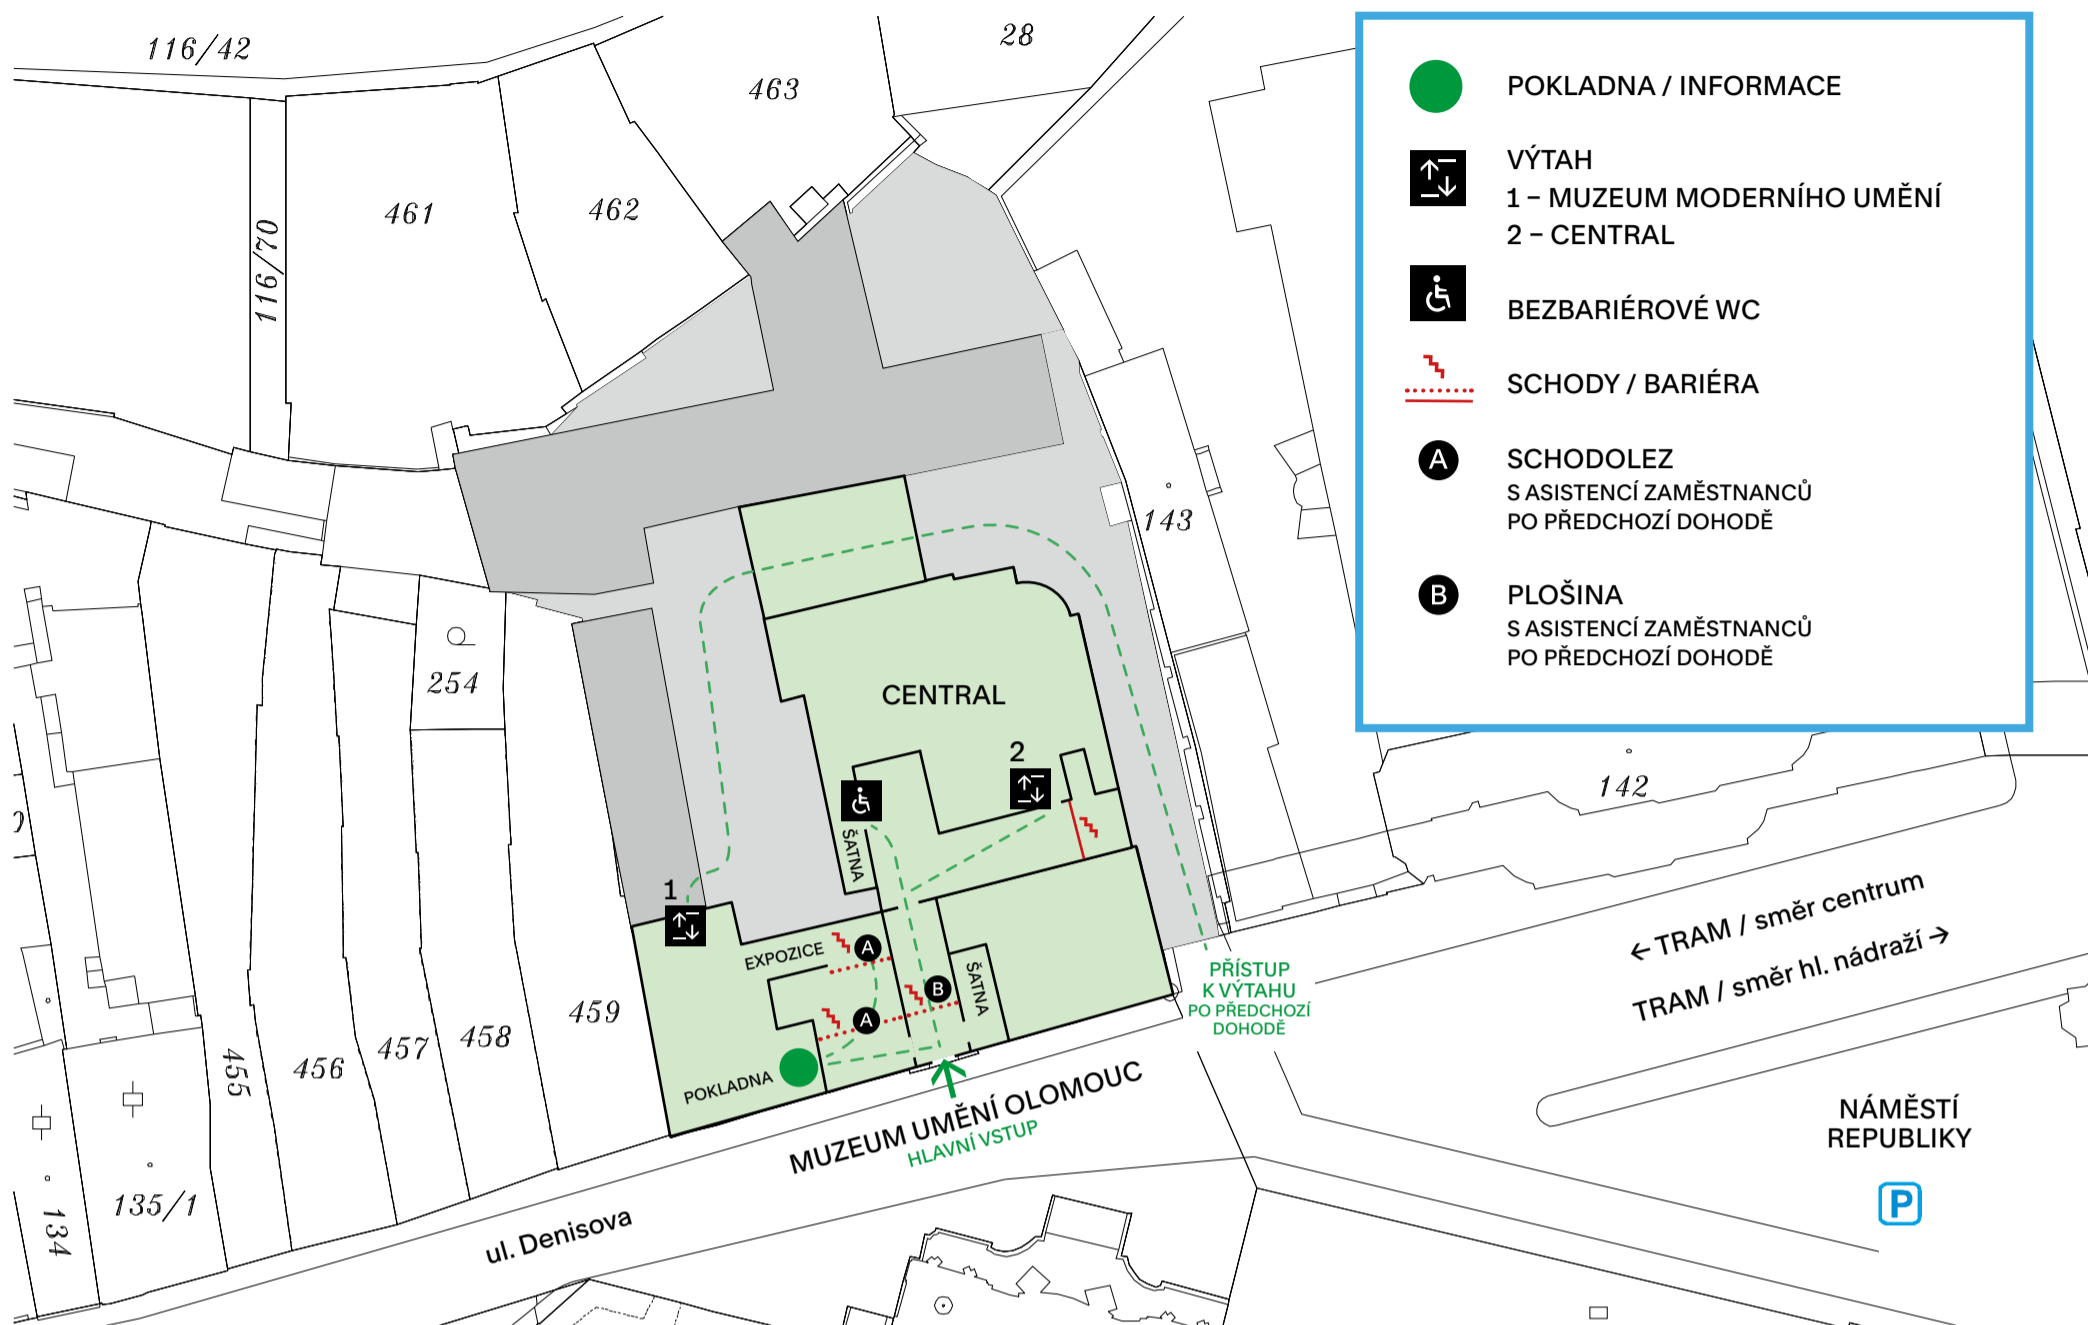 116/42
28
463
461
462
116/70
POKLADNA / INFORMACE
VÝTAH
1 – MUZEUM MODERNÍHO UMĚNÍ
2 – CENTRAL
BEZBARIÉROVÉ WC
SCHODY / BARIÉRA
A
SCHODOLEZ
S ASISTENCÍ ZAMĚSTNANCŮ
PO PŘEDCHOZÍ DOHODĚ
B
PLOŠINA
S ASISTENCÍ ZAMĚSTNANCŮ
PO PŘEDCHOZÍ DOHODĚ
143
254
CENTRAL
2
142
ŠATNA
1
EXPOZICE
A
B
A
ŠATNA
POKLADNA
PŘÍSTUP
K VÝTAHU
PO PŘEDCHOZÍ
DOHODĚ
← TRAM / směr centrum
TRAM / směr hl. nádraží →
459
458
457
456
455
135/1
134
MUZEUM UMĚNÍ OLOMOUC
HLAVNÍ VSTUP
ul. Denisova
NÁMĚSTÍ
REPUBLIKY
P